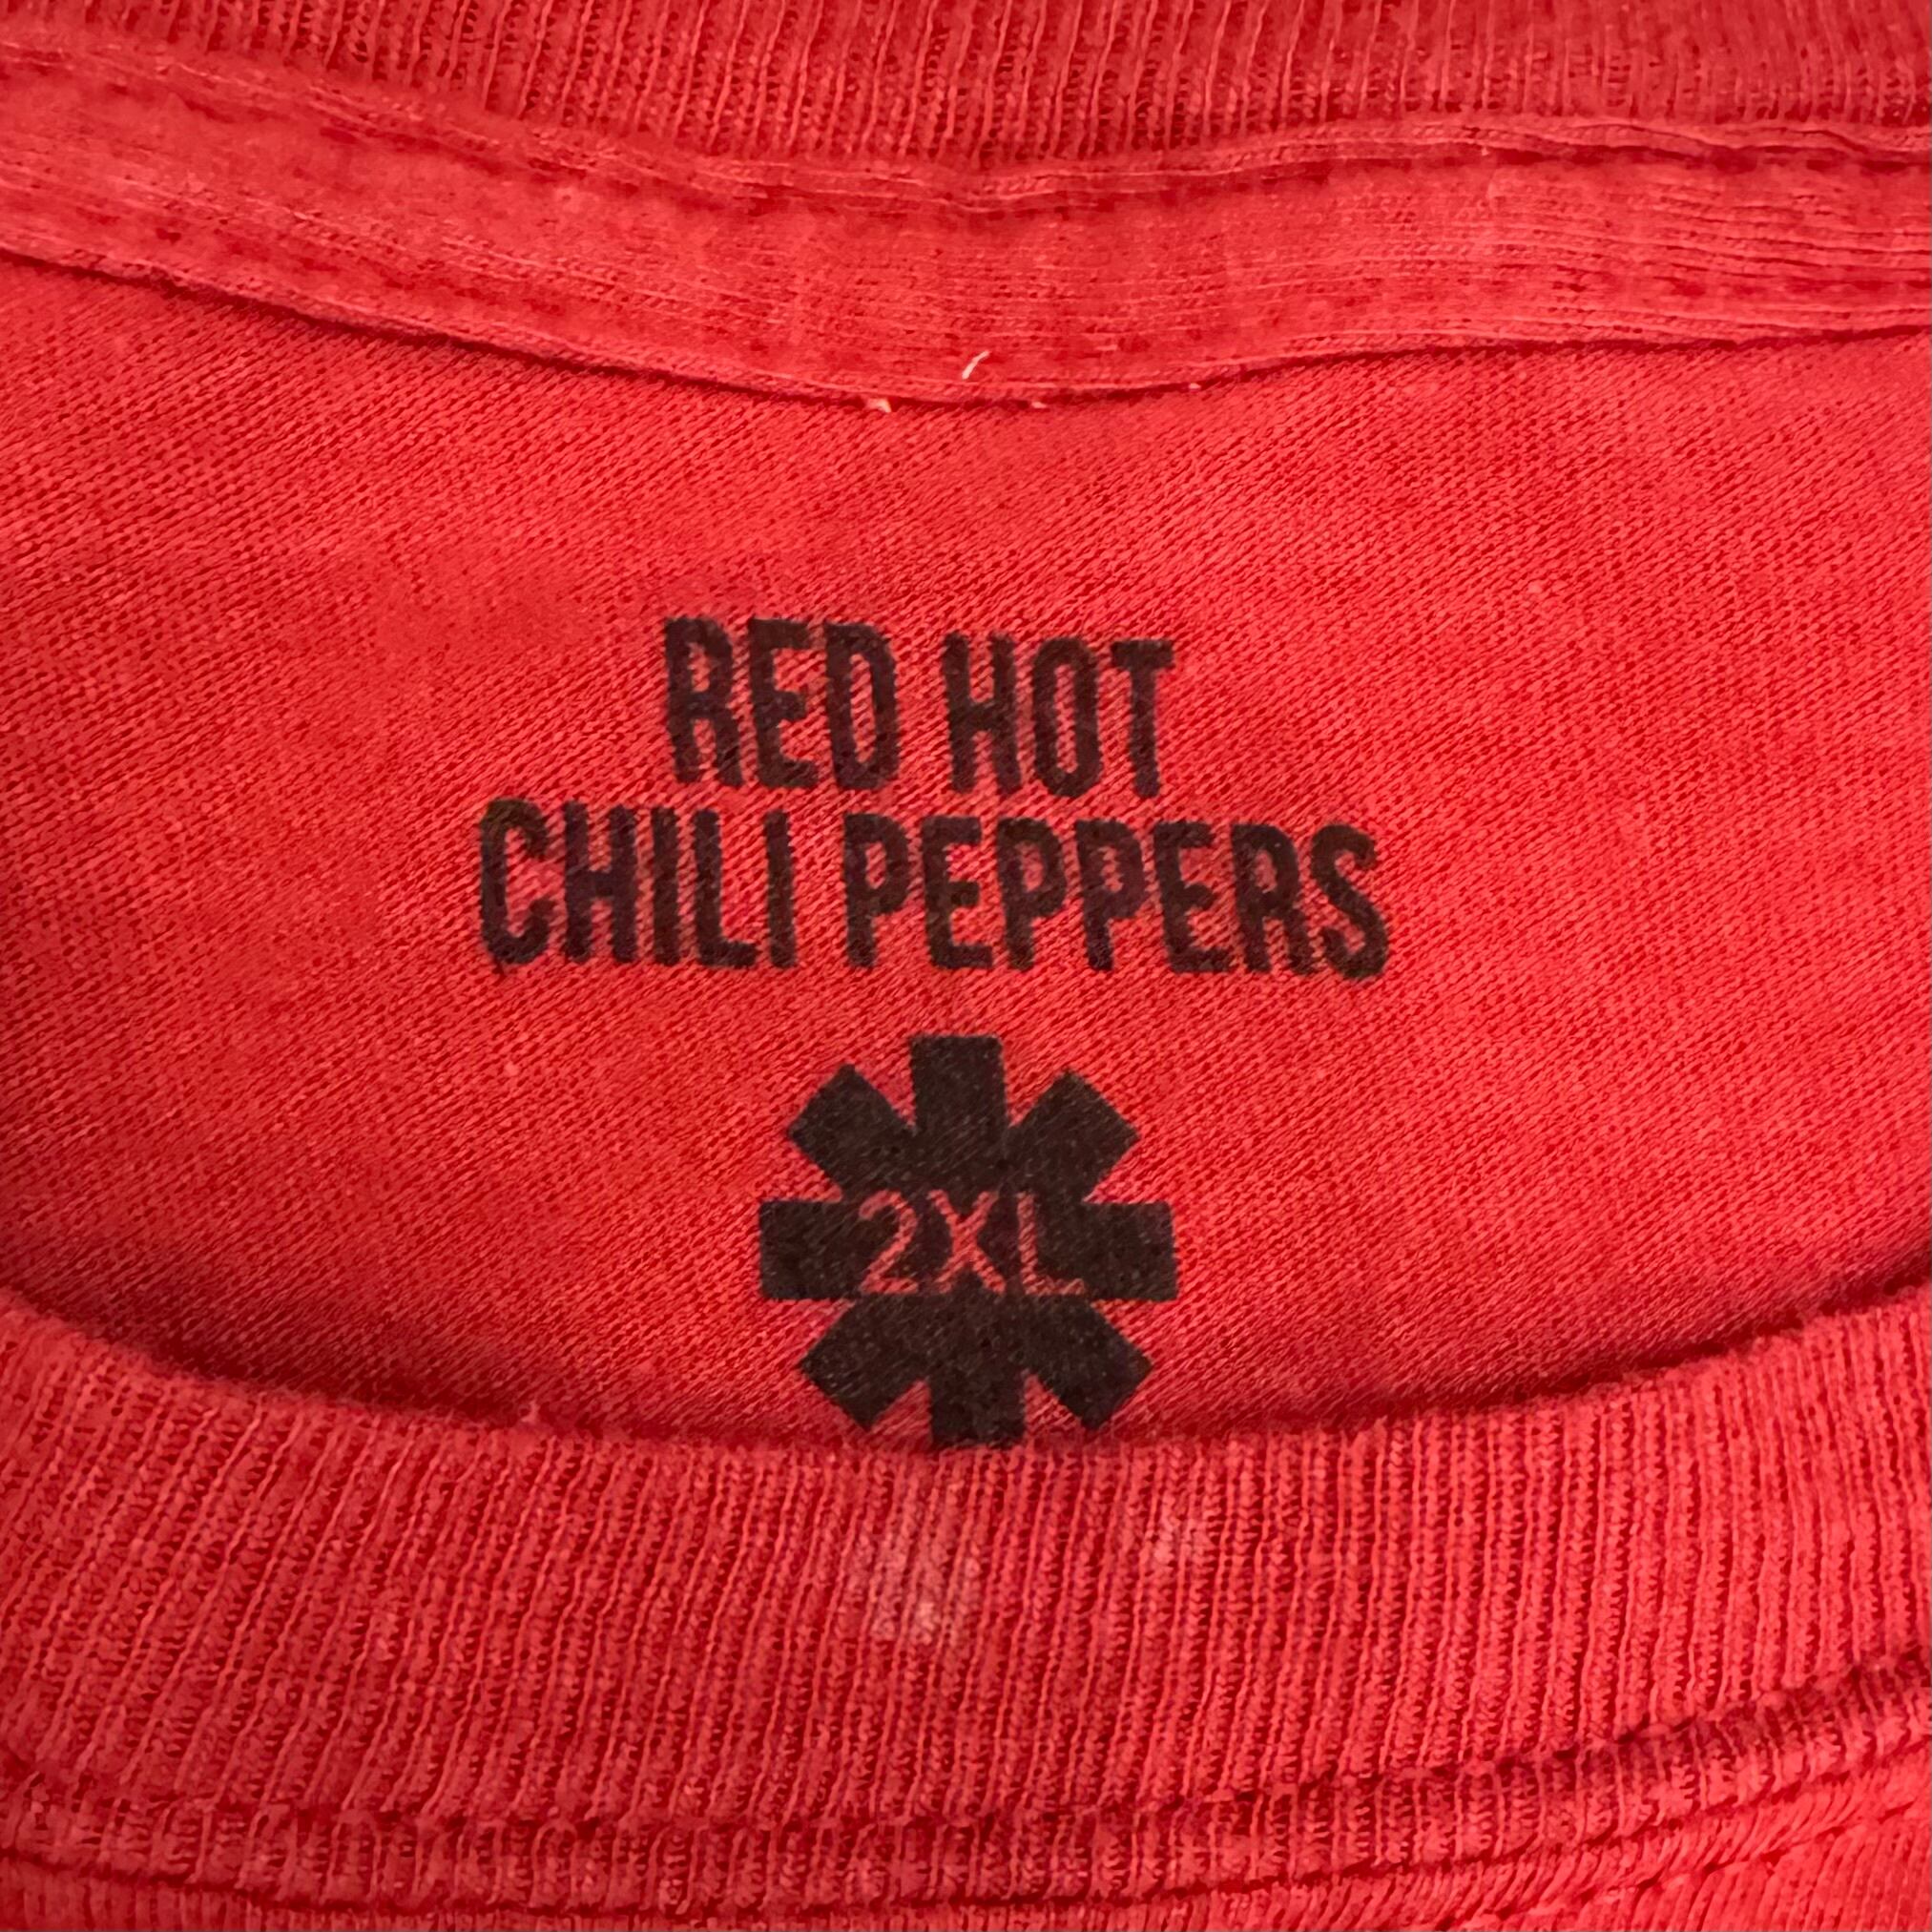 RED HOT
CHILI PEPPERS
2XL